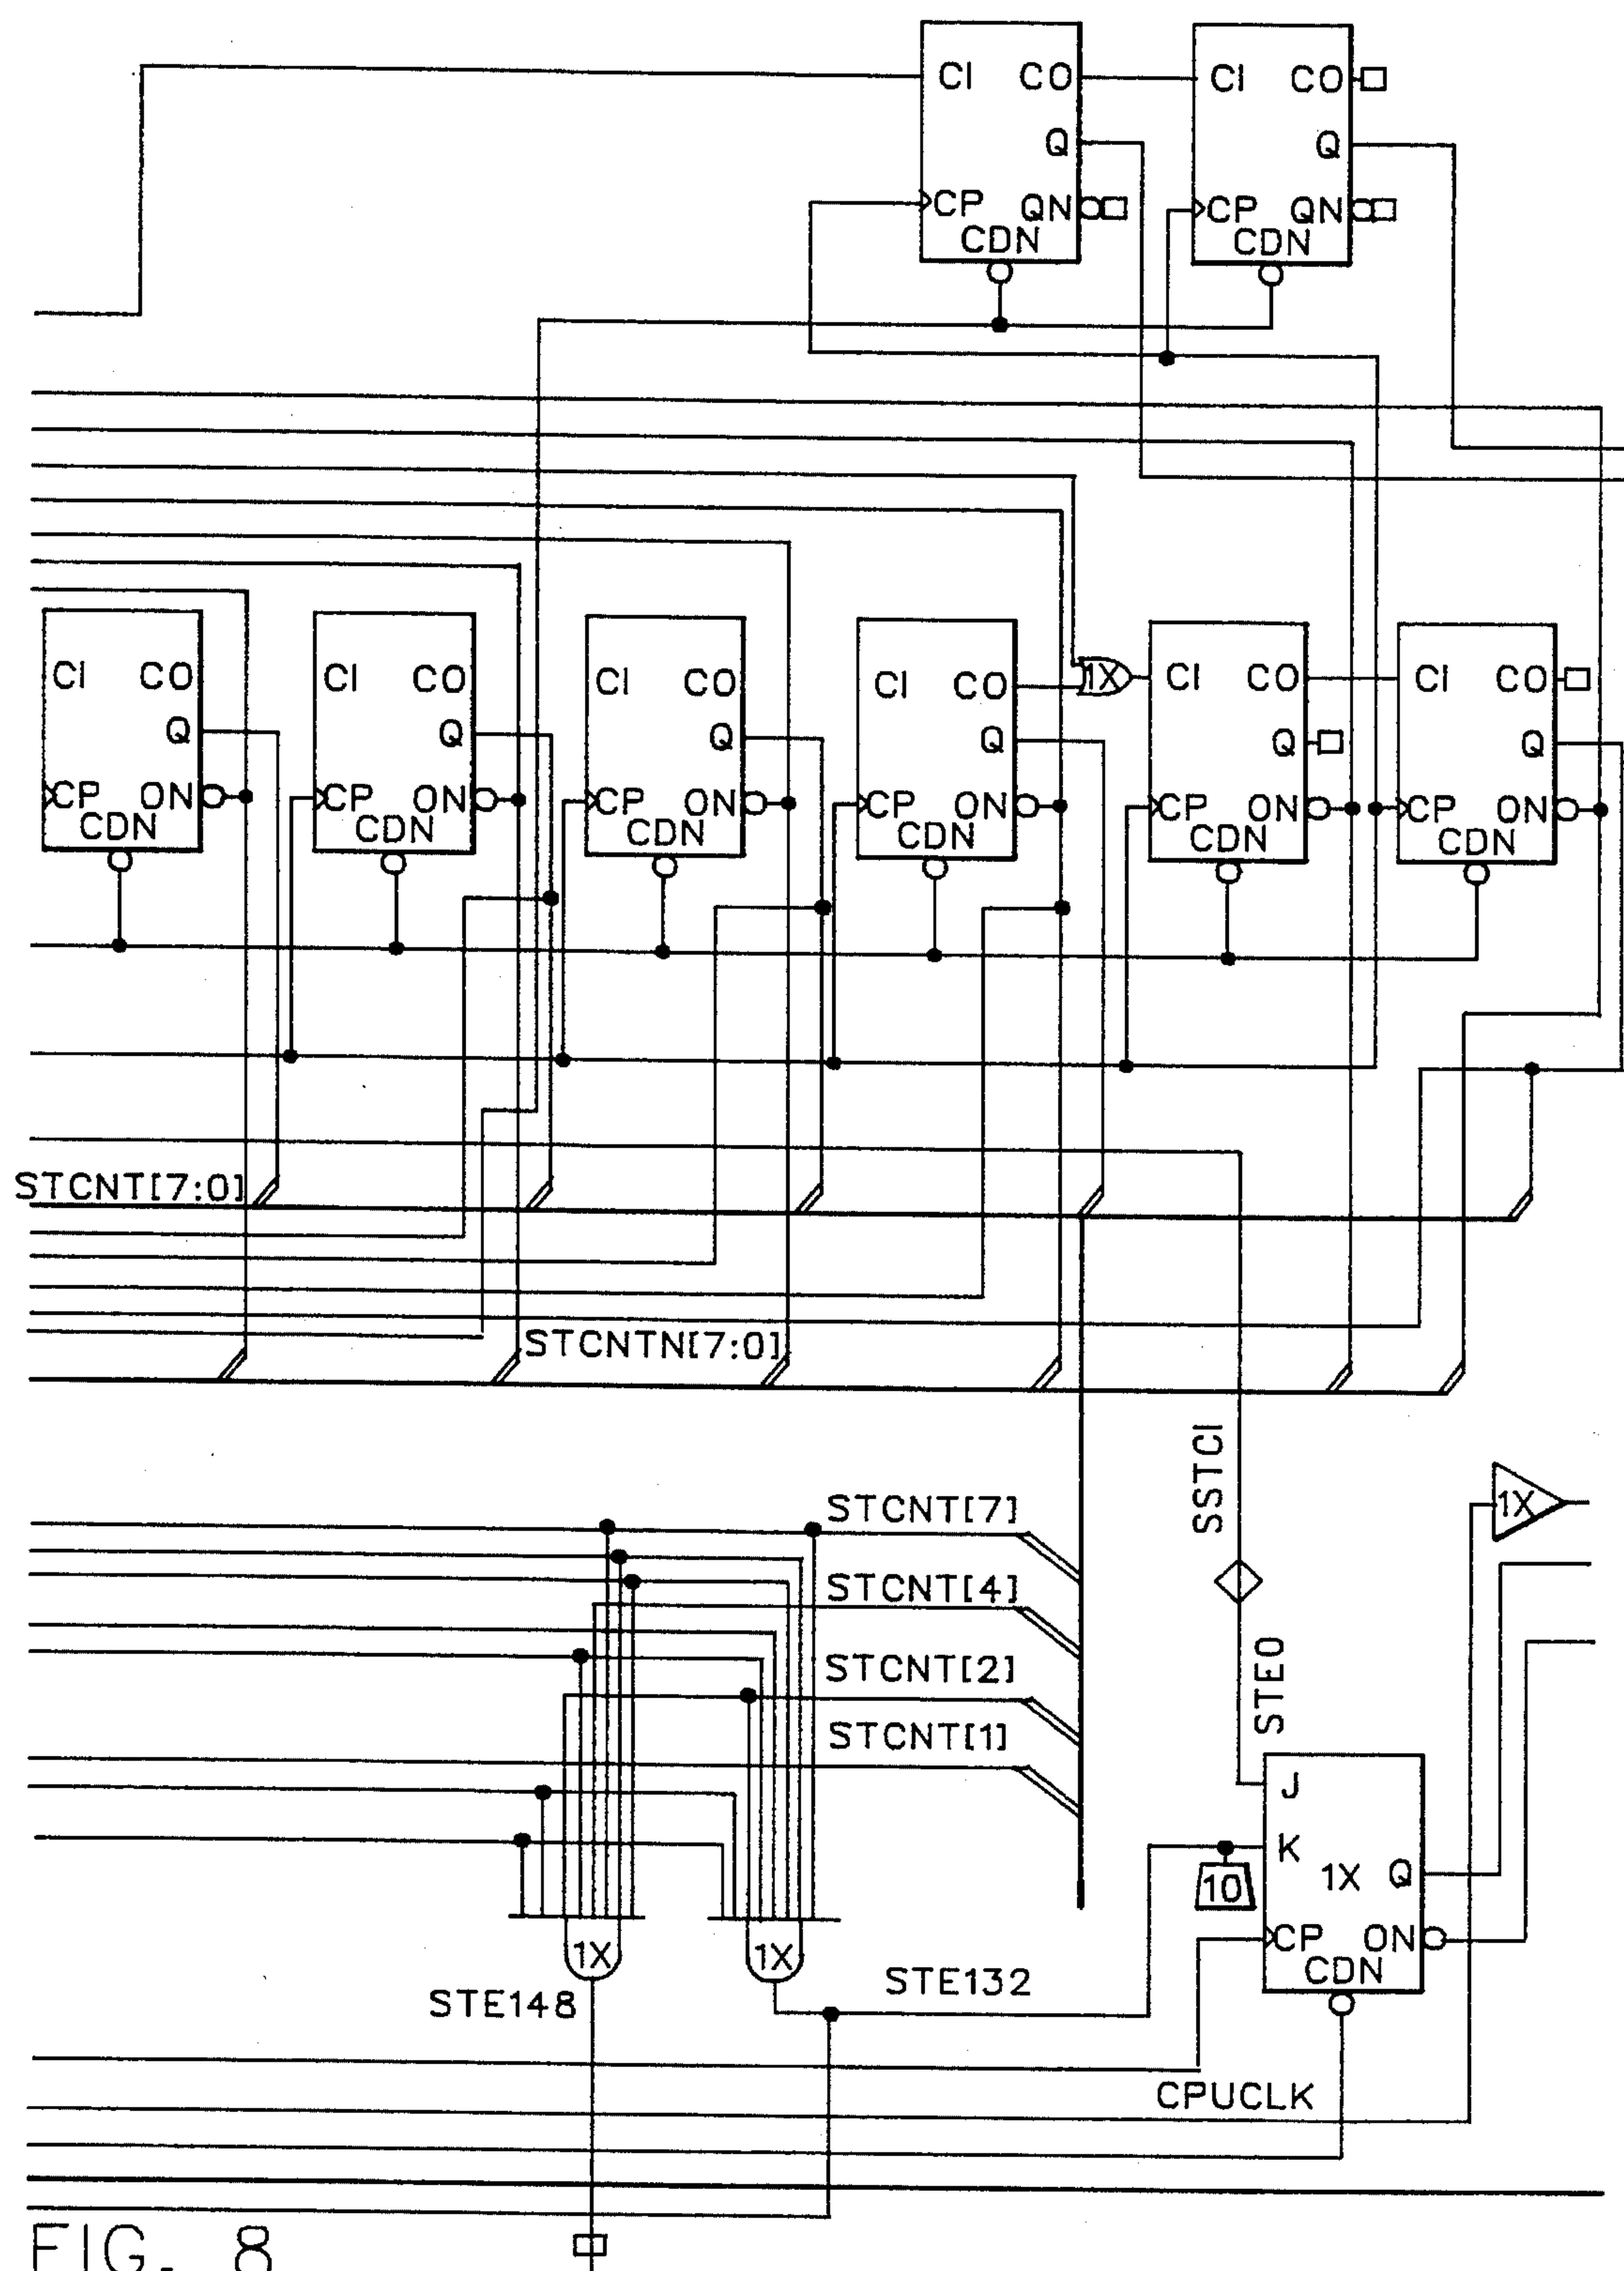 CI CO CI CO
Q Q
CP QN CP QN
CDN CDN
CI CO CI CO CI CO CI CO 1X CI CO CI CO
Q Q Q Q Q Q
CP ON CP ON CP ON CP ON CP ON CP ON
CDN CDN CDN CDN CDN CDN
STCNT[7:0]
STCNTN[7:0]
SSTCI
STCNT[7]
1X
STCNT[4]
STCNT[2]
STE0
STCNT[1]
J
K
10
1X Q
CP ON
CDN
1X 1X
STE132
STE148
CPUCLK
FIG. 8